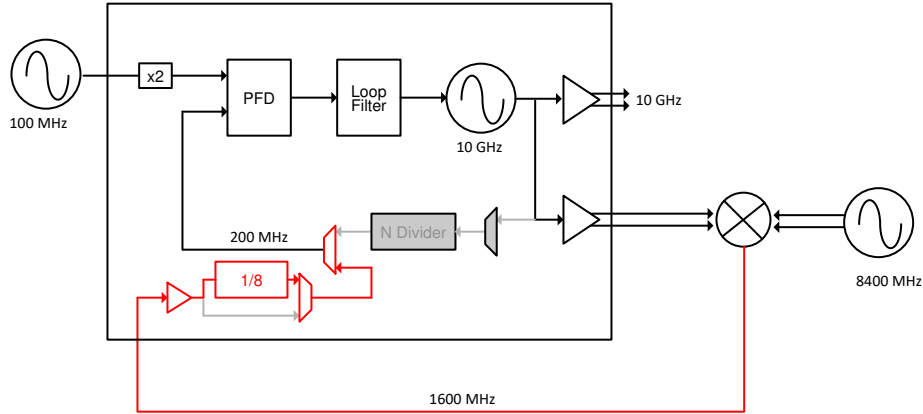 x2
PFD
Loop
Filter
10 GHz
100 MHz
10 GHz
200 MHz
N Divider
1/8
8400 MHz
1600 MHz